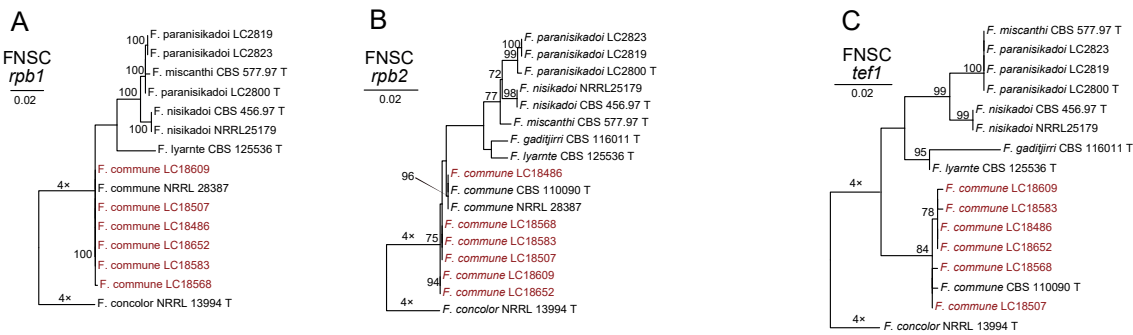 A
FNSC
rpb1
0.02
100
F. paranisikadoi LC2819
F. paranisikadoi LC2823
100
F. miscanthi CBS 577.97 T
100
F. paranisikadoi LC2800 T
F. nisikadoi CBS 456.97 T
100
F. nisikadoi NRRL25179
F. lyarnte CBS 125536 T
F. commune LC18609
4×
F. commune NRRL 28387
F. commune LC18507
F. commune LC18486
F. commune LC18652
100
F. commune LC18583
F. commune LC18568
4×
F. concolor NRRL 13994 T
B
FNSC
rpb2
0.02
F. paranisikadoi LC2823
100
99
F. paranisikadoi LC2819
72
F. paranisikadoi LC2800 T
F. nisikadoi NRRL25179
77
98
F. nisikadoi CBS 456.97 T
F. miscanthi CBS 577.97 T
F. gaditjirri CBS 116011 T
F. lyarnte CBS 125536 T
96
F. commune LC18486
F. commune CBS 110090 T
F. commune NRRL 28387
F. commune LC18568
4×
75
F. commune LC18583
F. commune LC18507
F. commune LC18609
94
F. commune LC18652
4×
F. concolor NRRL 13994 T
C
FNSC
tef1
0.02
F. miscanthi CBS 577.97 T
F. paranisikadoi LC2823
100
F. paranisikadoi LC2819
F. paranisikadoi LC2800 T
99
F. nisikadoi CBS 456.97 T
99
F. nisikadoi NRRL25179
F. gaditjirri CBS 116011 T
95
F. lyarnte CBS 125536 T
4×
F. commune LC18609
78
F. commune LC18583
F. commune LC18486
84
F. commune LC18652
F. commune LC18568
F. commune CBS 110090 T
F. commune LC18507
4×
F. concolor NRRL 13994 T